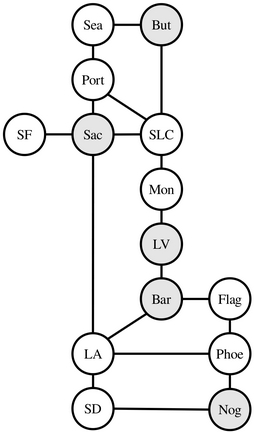 Sea But
Port
SF Sac SLC
Mon
LV
Bar Flag
LA Phoe
SD Nog